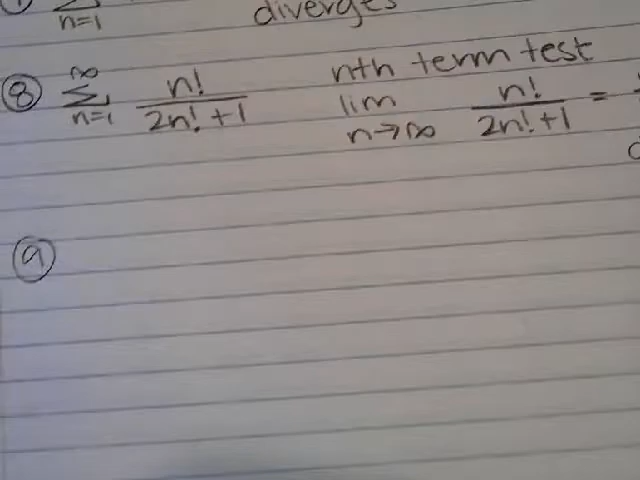 Σ n=1 diverges
⑧ ∞ Σ n=1 n!/(2n!+1) nth term test
lim n→∞ n!/(2n!+1) =
⑨